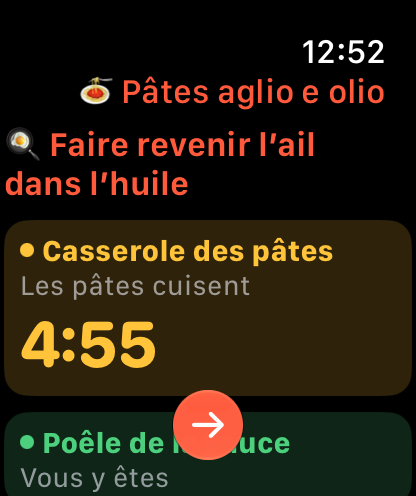 12:52
Pâtes aglio e olio
Faire revenir l’ail
dans l’huile
Casserole des pâtes
Les pâtes cuisent
4:55
Poêle de
Vous y êtes